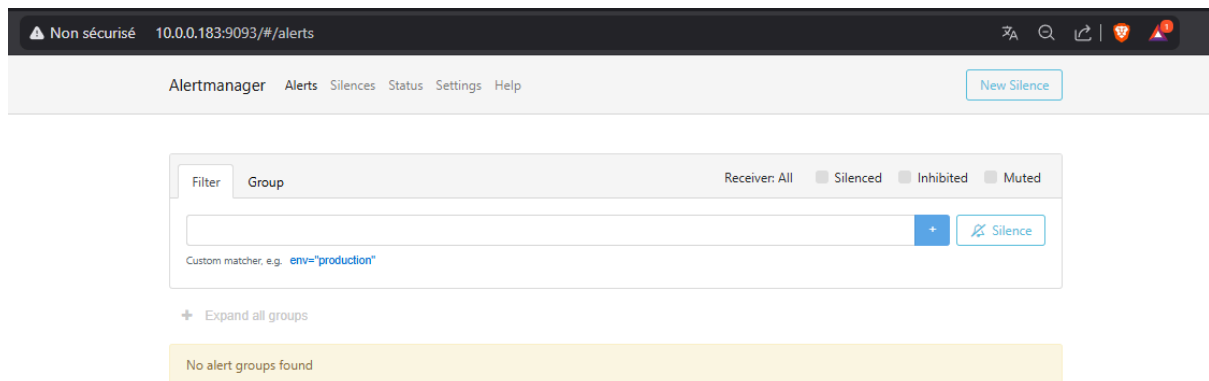 Non sécurisé 10.0.0.183:9093/#/alerts 1
Alertmanager Alerts Silences Status Settings Help New Silence
Filter Group Receiver: All Silenced Inhibited Muted
+ Silence
Custom matcher, e.g. env="production"
+ Expand all groups
No alert groups found